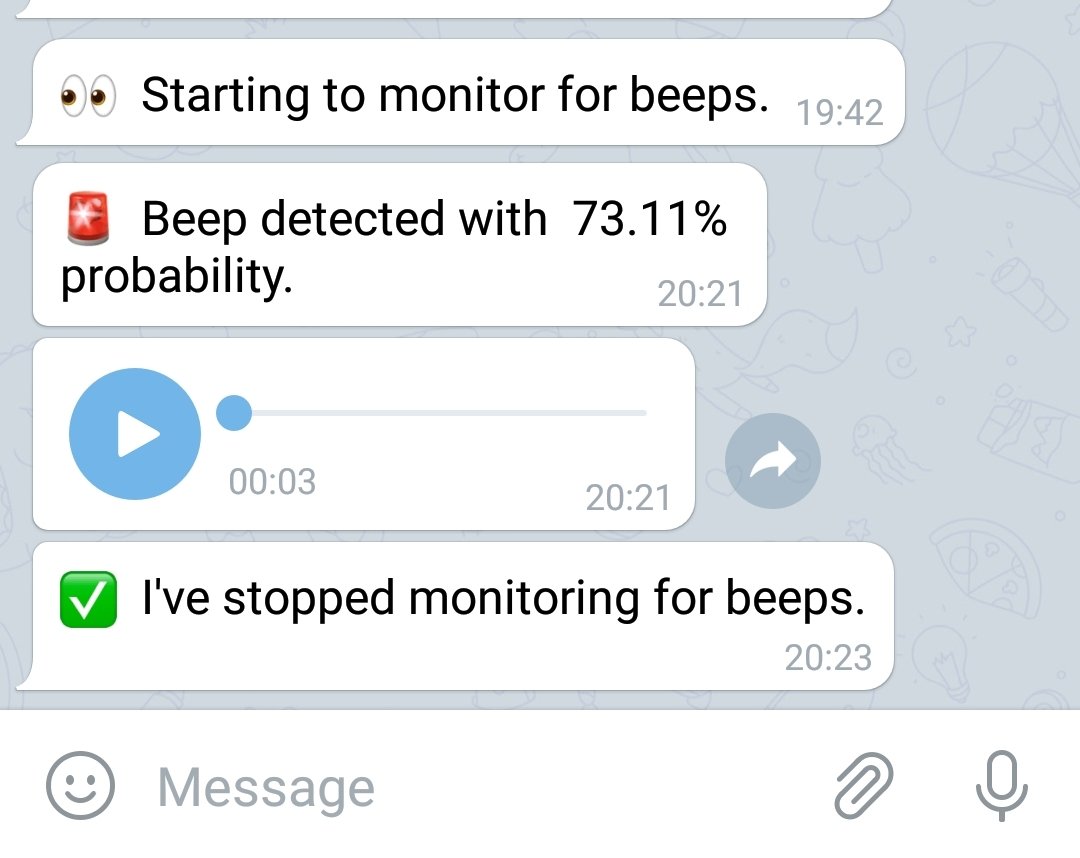 👀 Starting to monitor for beeps. 19:42
🚨 Beep detected with 73.11%
probability. 20:21
00:03 20:21
✅ I've stopped monitoring for beeps.
20:23
Message